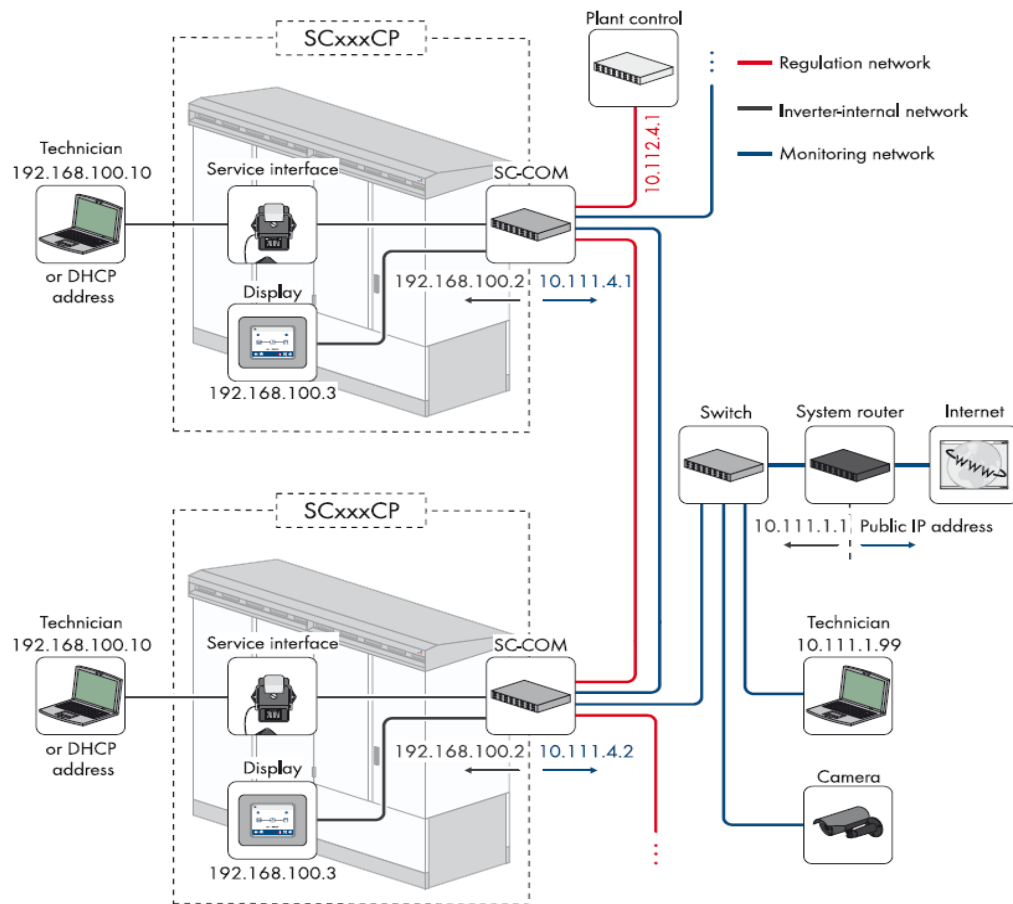 Plant control
SCxxxCP
Regulation network
Inverter-internal network
Monitoring network
10.112.4.1
Technician
192.168.100.10
Service interface
SC-COM
or DHCP
address
192.168.100.2
10.111.4.1
Display
192.168.100.3
Switch
System router
Internet
WWW
10.111.1.1
Public IP address
SCxxxCP
Technician
192.168.100.10
Service interface
SC-COM
Technician
10.111.1.99
or DHCP
address
192.168.100.2
10.111.4.2
Display
192.168.100.3
Camera